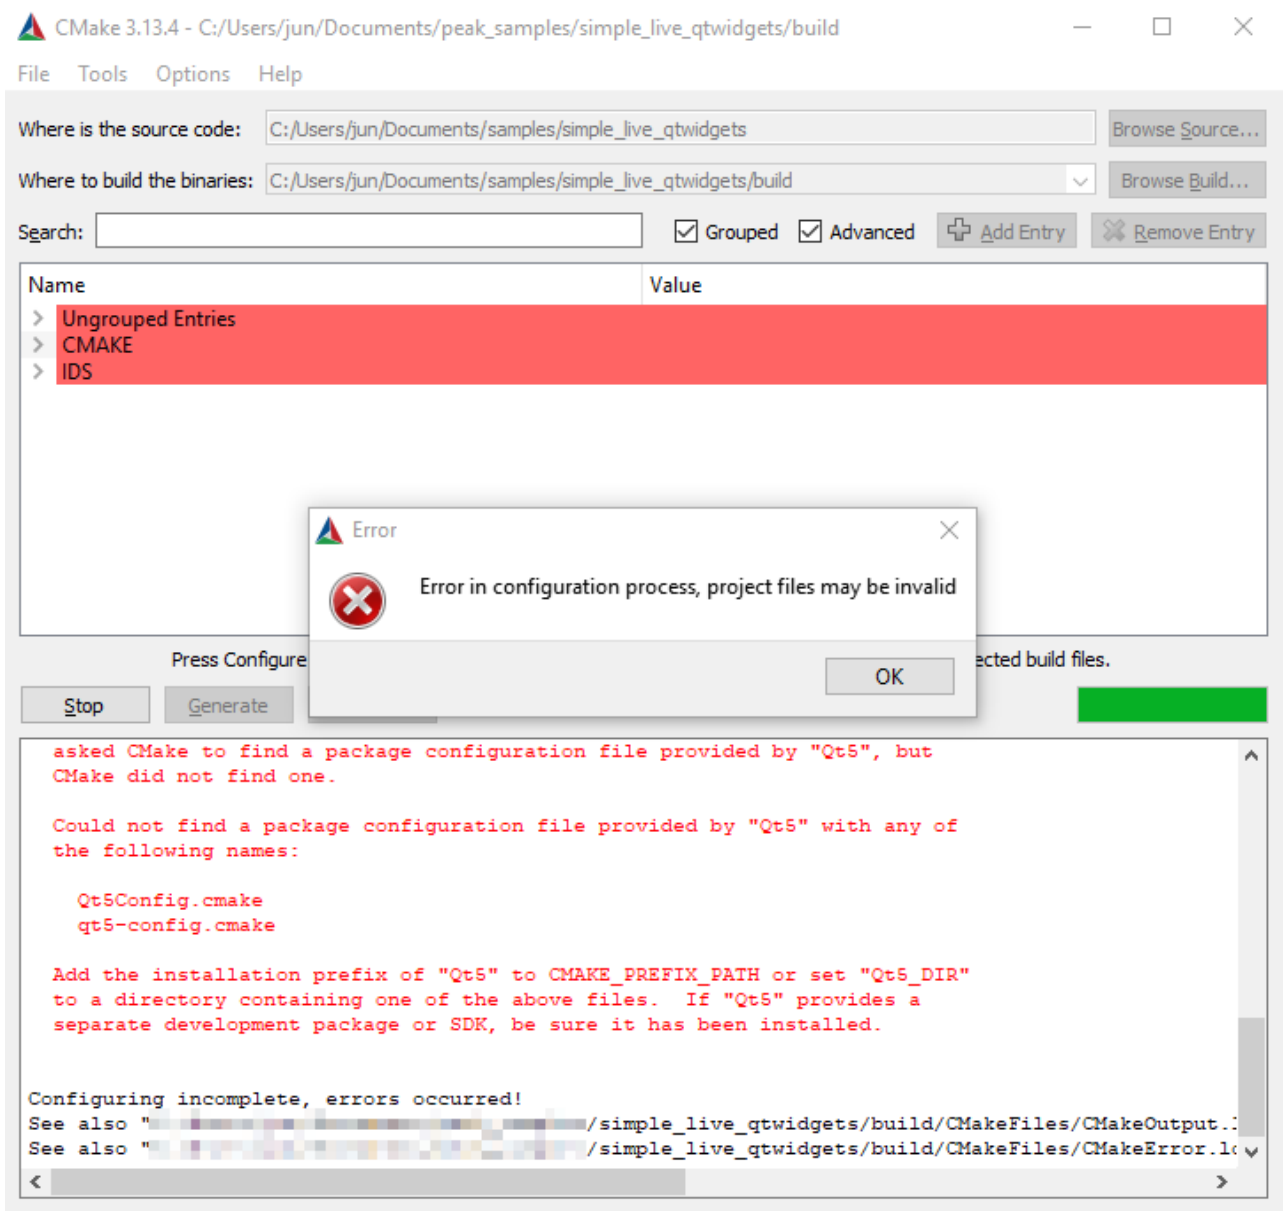 CMake 3.13.4 - C:/Users/jun/Documents/peak_samples/simple_live_qtwidgets/build
File Tools Options Help
Where is the source code: C:/Users/jun/Documents/samples/simple_live_qtwidgets Browse Source...
Where to build the binaries: C:/Users/jun/Documents/samples/simple_live_qtwidgets/build Browse Build...
Search: Grouped Advanced Add Entry Remove Entry
Name Value
Ungrouped Entries
CMAKE
IDS
Error
Error in configuration process, project files may be invalid
OK
Press Configure ected build files.
Stop Generate
asked CMake to find a package configuration file provided by "Qt5", but
CMake did not find one.
Could not find a package configuration file provided by "Qt5" with any of
the following names:
Qt5Config.cmake
qt5-config.cmake
Add the installation prefix of "Qt5" to CMAKE_PREFIX_PATH or set "Qt5_DIR"
to a directory containing one of the above files. If "Qt5" provides a
separate development package or SDK, be sure it has been installed.
Configuring incomplete, errors occurred!
See also " /simple_live_qtwidgets/build/CMakeFiles/CMakeOutput.
See also " /simple_live_qtwidgets/build/CMakeFiles/CMakeError.l